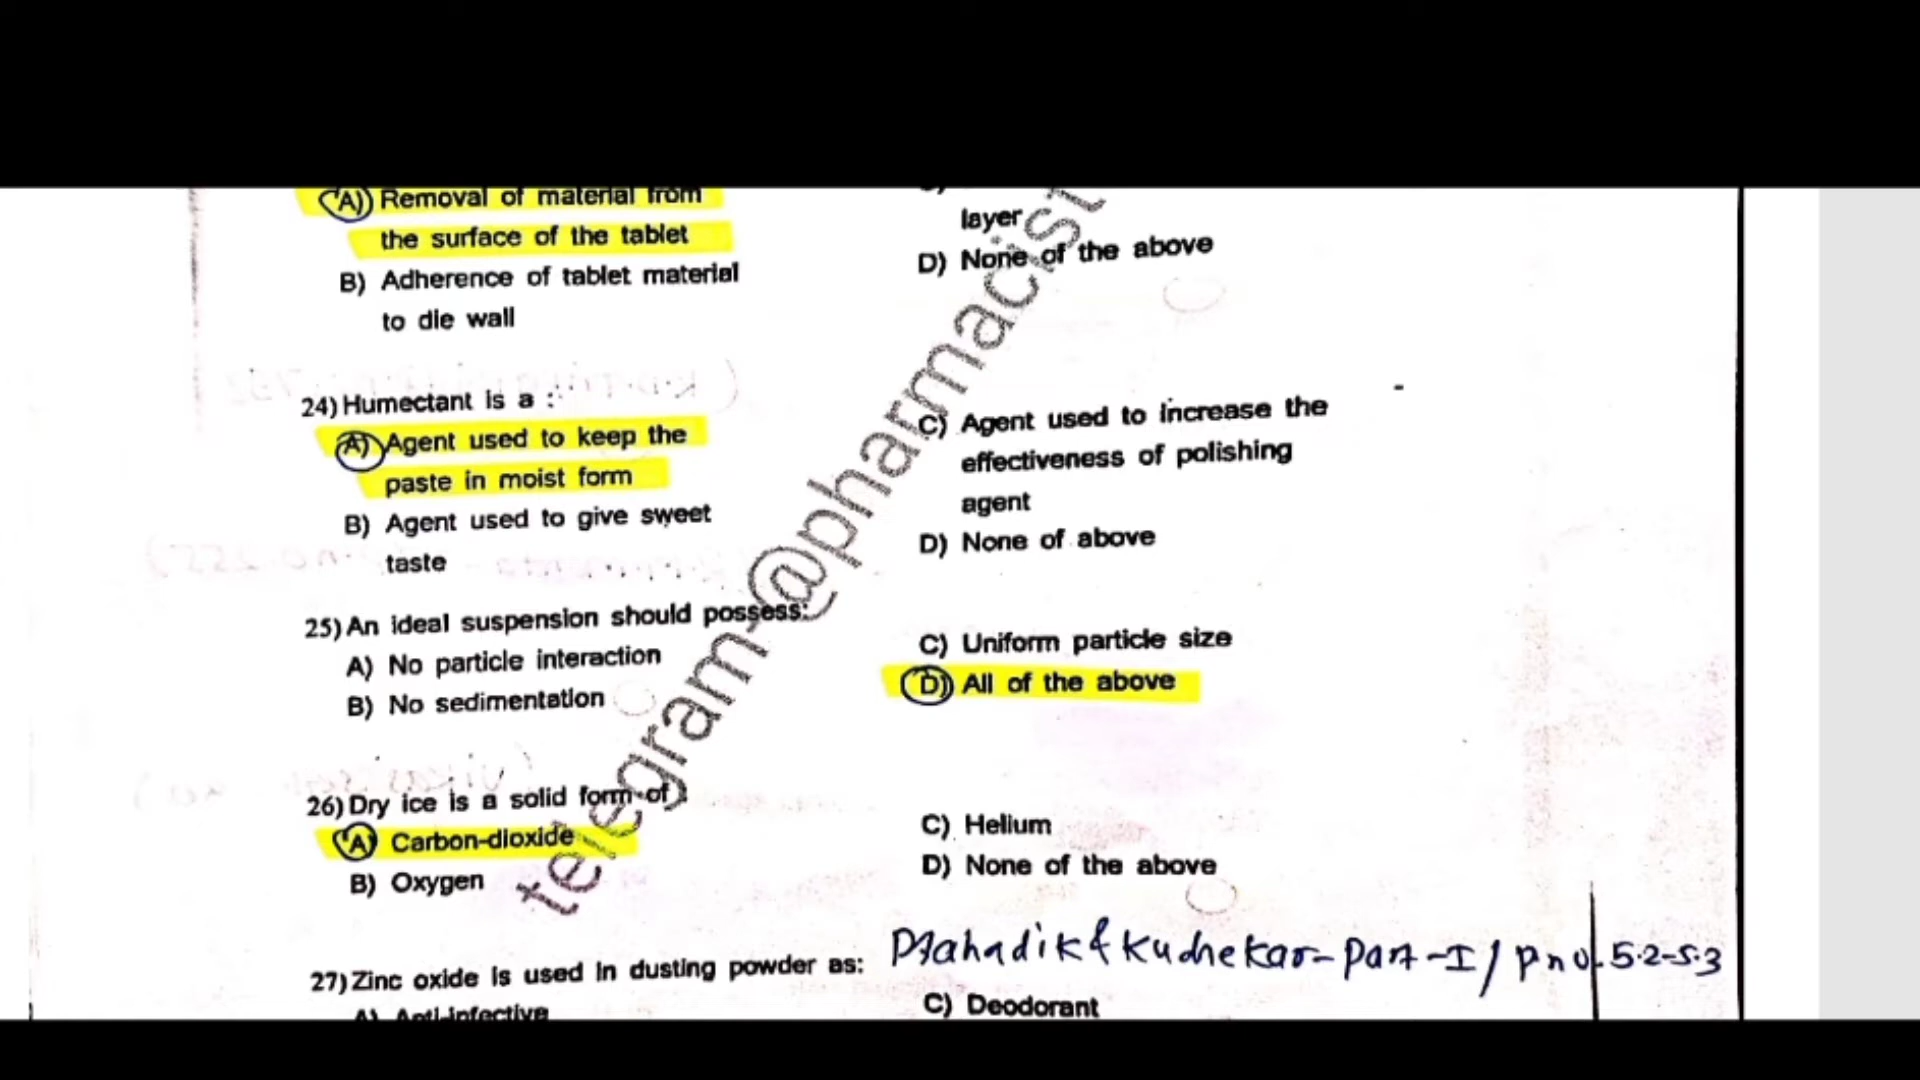 A) Removal of material from
the surface of the tablet
B) Adherence of tablet material
to die wall
layer
D) None of the above
24) Humectant is a :
A) Agent used to keep the
paste in moist form
B) Agent used to give sweet
taste
C) Agent used to increase the
effectiveness of polishing
agent
D) None of above
25) An ideal suspension should possess:
A) No particle interaction
B) No sedimentation
C) Uniform particle size
D) All of the above
26) Dry ice is a solid form of
A) Carbon-dioxide
B) Oxygen
C) Helium
D) None of the above
27) Zinc oxide is used in dusting powder as:
A) Anti-infective
C) Deodorant
& Kudhekar - Part - I / P no. 5.2-5.3
telegram-@pharmacist